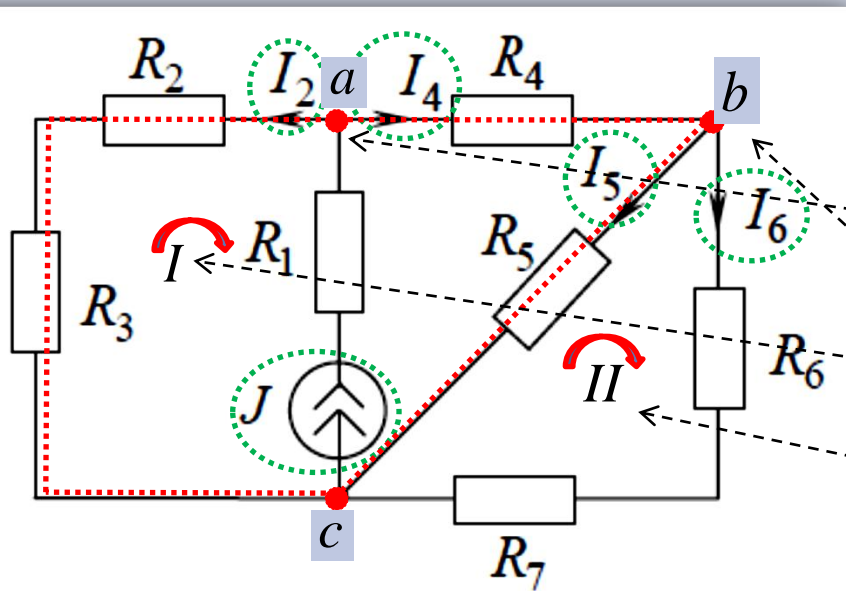 R₂
I₂
a
I₄
R₄
b
I₅
I₆
R₁
I
R₅
R₃
II
R₆
J
c
R₇